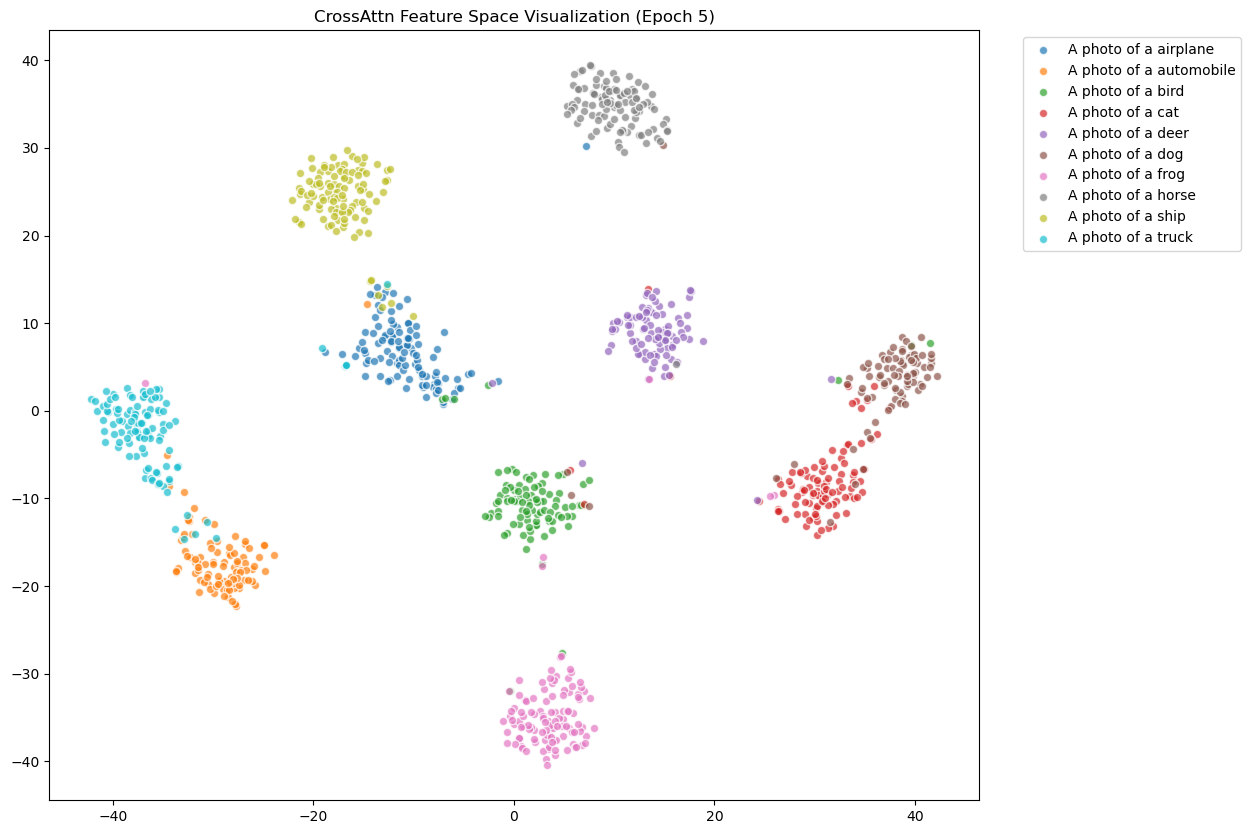 CrossAttn Feature Space Visualization (Epoch 5)
A photo of a airplane
A photo of a automobile
A photo of a bird
A photo of a cat
A photo of a deer
A photo of a dog
A photo of a frog
A photo of a horse
A photo of a ship
A photo of a truck
40
30
20
10
0
−10
−20
−30
−40
−40
−20
0
20
40